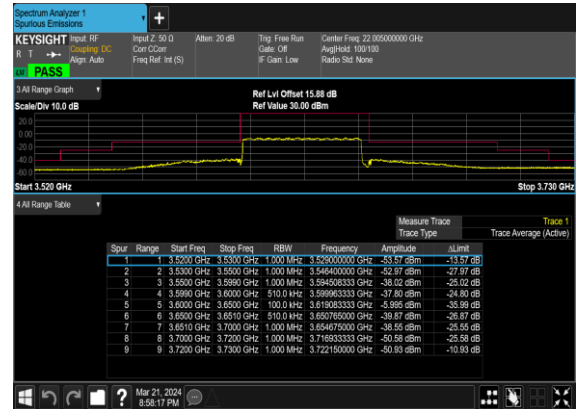 Spectrum Analyzer 1
Spurious Emissions
KEYSIGHT Input: RF Input Z: 50 Ω Atten: 20 dB Trig: Free Run Center Freq: 22.005000000 GHz
R T Coupling: DC Corr CCorr Gate: Off Avg|Hold: 100/100
Align: Auto Freq Ref: Int (S) IF Gain: Low Radio Std: None
LV PASS
3 All Range Graph
Ref Lvl Offset 15.88 dB
Scale/Div 10.0 dB Ref Value 30.00 dBm
20.0
0.00
-20.0
-40.0
-60.0
Start 3.520 GHz Stop 3.730 GHz
4 All Range Table
Measure Trace Trace 1
Trace Type Trace Average (Active)
Spur Range Start Freq Stop Freq RBW Frequency Amplitude ΔLimit
1 1 3.5200 GHz 3.5300 GHz 1.000 MHz 3.529000000 GHz -53.57 dBm -13.57 dB
2 2 3.5300 GHz 3.5500 GHz 1.000 MHz 3.546400000 GHz -52.97 dBm -27.97 dB
3 3 3.5500 GHz 3.5990 GHz 1.000 MHz 3.594508333 GHz -38.02 dBm -25.02 dB
4 4 3.5990 GHz 3.6000 GHz 510.0 kHz 3.599963333 GHz -37.80 dBm -24.80 dB
5 5 3.6000 GHz 3.6500 GHz 100.0 kHz 3.619083333 GHz -5.995 dBm -35.99 dB
6 6 3.6500 GHz 3.6510 GHz 510.0 kHz 3.650765000 GHz -39.87 dBm -26.87 dB
7 7 3.6510 GHz 3.7000 GHz 1.000 MHz 3.654675000 GHz -38.55 dBm -25.55 dB
8 8 3.7000 GHz 3.7200 GHz 1.000 MHz 3.716933333 GHz -50.58 dBm -25.58 dB
9 9 3.7200 GHz 3.7300 GHz 1.000 MHz 3.722150000 GHz -50.93 dBm -10.93 dB
Mar 21, 2024
8:58:17 PM